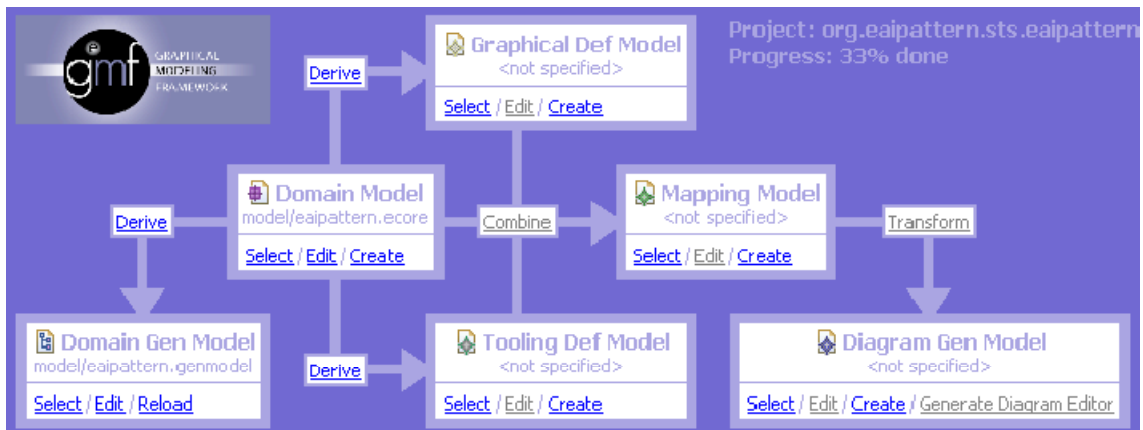 gmf
GRAPHICAL
MODELING
FRAMEWORK
Project: org.eaipattern.sts.eaipattern
Progress: 33% done
Graphical Def Model
<not specified>
Select / Edit / Create
Derive
Domain Model
model/eaipattern.ecore
Select / Edit / Create
Derive
Combine
Mapping Model
<not specified>
Select / Edit / Create
Transform
Domain Gen Model
model/eaipattern.genmodel
Select / Edit / Reload
Derive
Tooling Def Model
<not specified>
Select / Edit / Create
Diagram Gen Model
<not specified>
Select / Edit / Create / Generate Diagram Editor